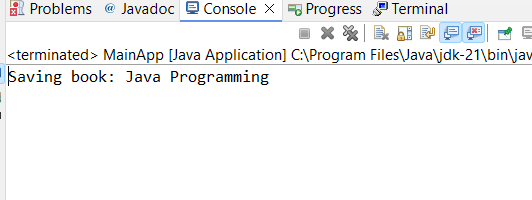 Problems @ Javadoc Console Progress Terminal
<terminated> MainApp [Java Application] C:\Program Files\Java\jdk-21\bin\jav
Saving book: Java Programming